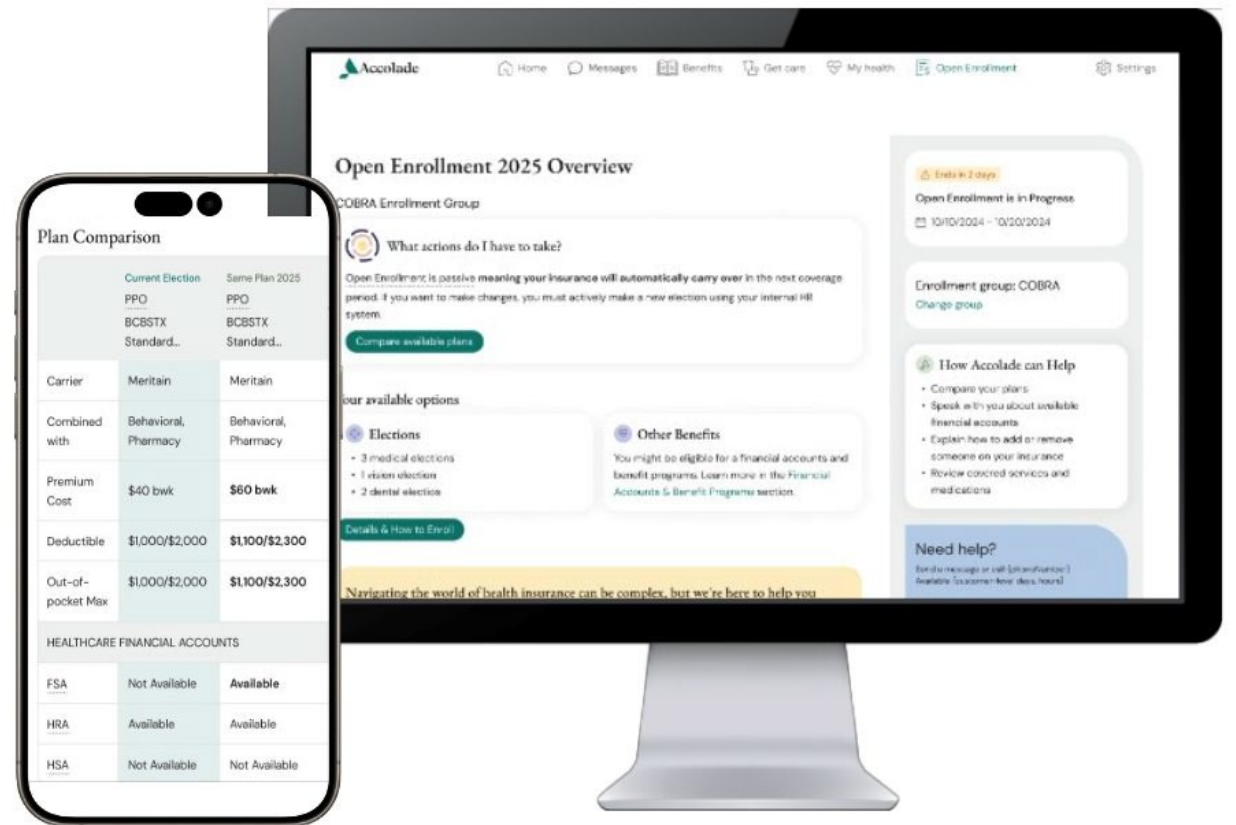 Accolade
Home
Messages
Benefits
Get care
My health
Open Enrollment
Settings
Open Enrollment 2025 Overview
COBRA Enrollment Group
What actions do I have to take?
Open Enrollment is passive meaning your insurance will automatically carry over in the next coverage
period. If you want to make changes, you must actively make a new election using your internal HR
system.
Compare available plans
our available options
Elections
• 3 medical elections
• 1 vision election
• 2 dental election
Other Benefits
You might be eligible for a financial accounts and
benefit programs. Learn more in the Financial
Accounts & Benefit Programs section.
Details & How to Enroll
Navigating the world of health insurance can be complex, but we're here to help you
Ends in 2 days
Open Enrollment is in Progress
10/10/2024 - 10/20/2024
Enrollment group: COBRA
Change group
How Accolade can Help
• Compare your plans
• Speak with you about available
financial accounts
• Explain how to add or remove
someone on your insurance
• Review covered services and
medications
Need help?
Send a message or call [phoneNumber]
Available [customer-level days, hours]
Plan Comparison
Current Election Same Plan 2025
PPO PPO
BCBSTX BCBSTX
Standard... Standard...
Carrier Meritain Meritain
Combined Behavioral, Behavioral,
with Pharmacy Pharmacy
Premium
Cost $40 bwk $60 bwk
Deductible $1,000/$2,000 $1,100/$2,300
Out-of- $1,000/$2,000 $1,100/$2,300
pocket Max
HEALTHCARE FINANCIAL ACCOUNTS
FSA Not Available Available
HRA Available Available
HSA Not Available Not Available